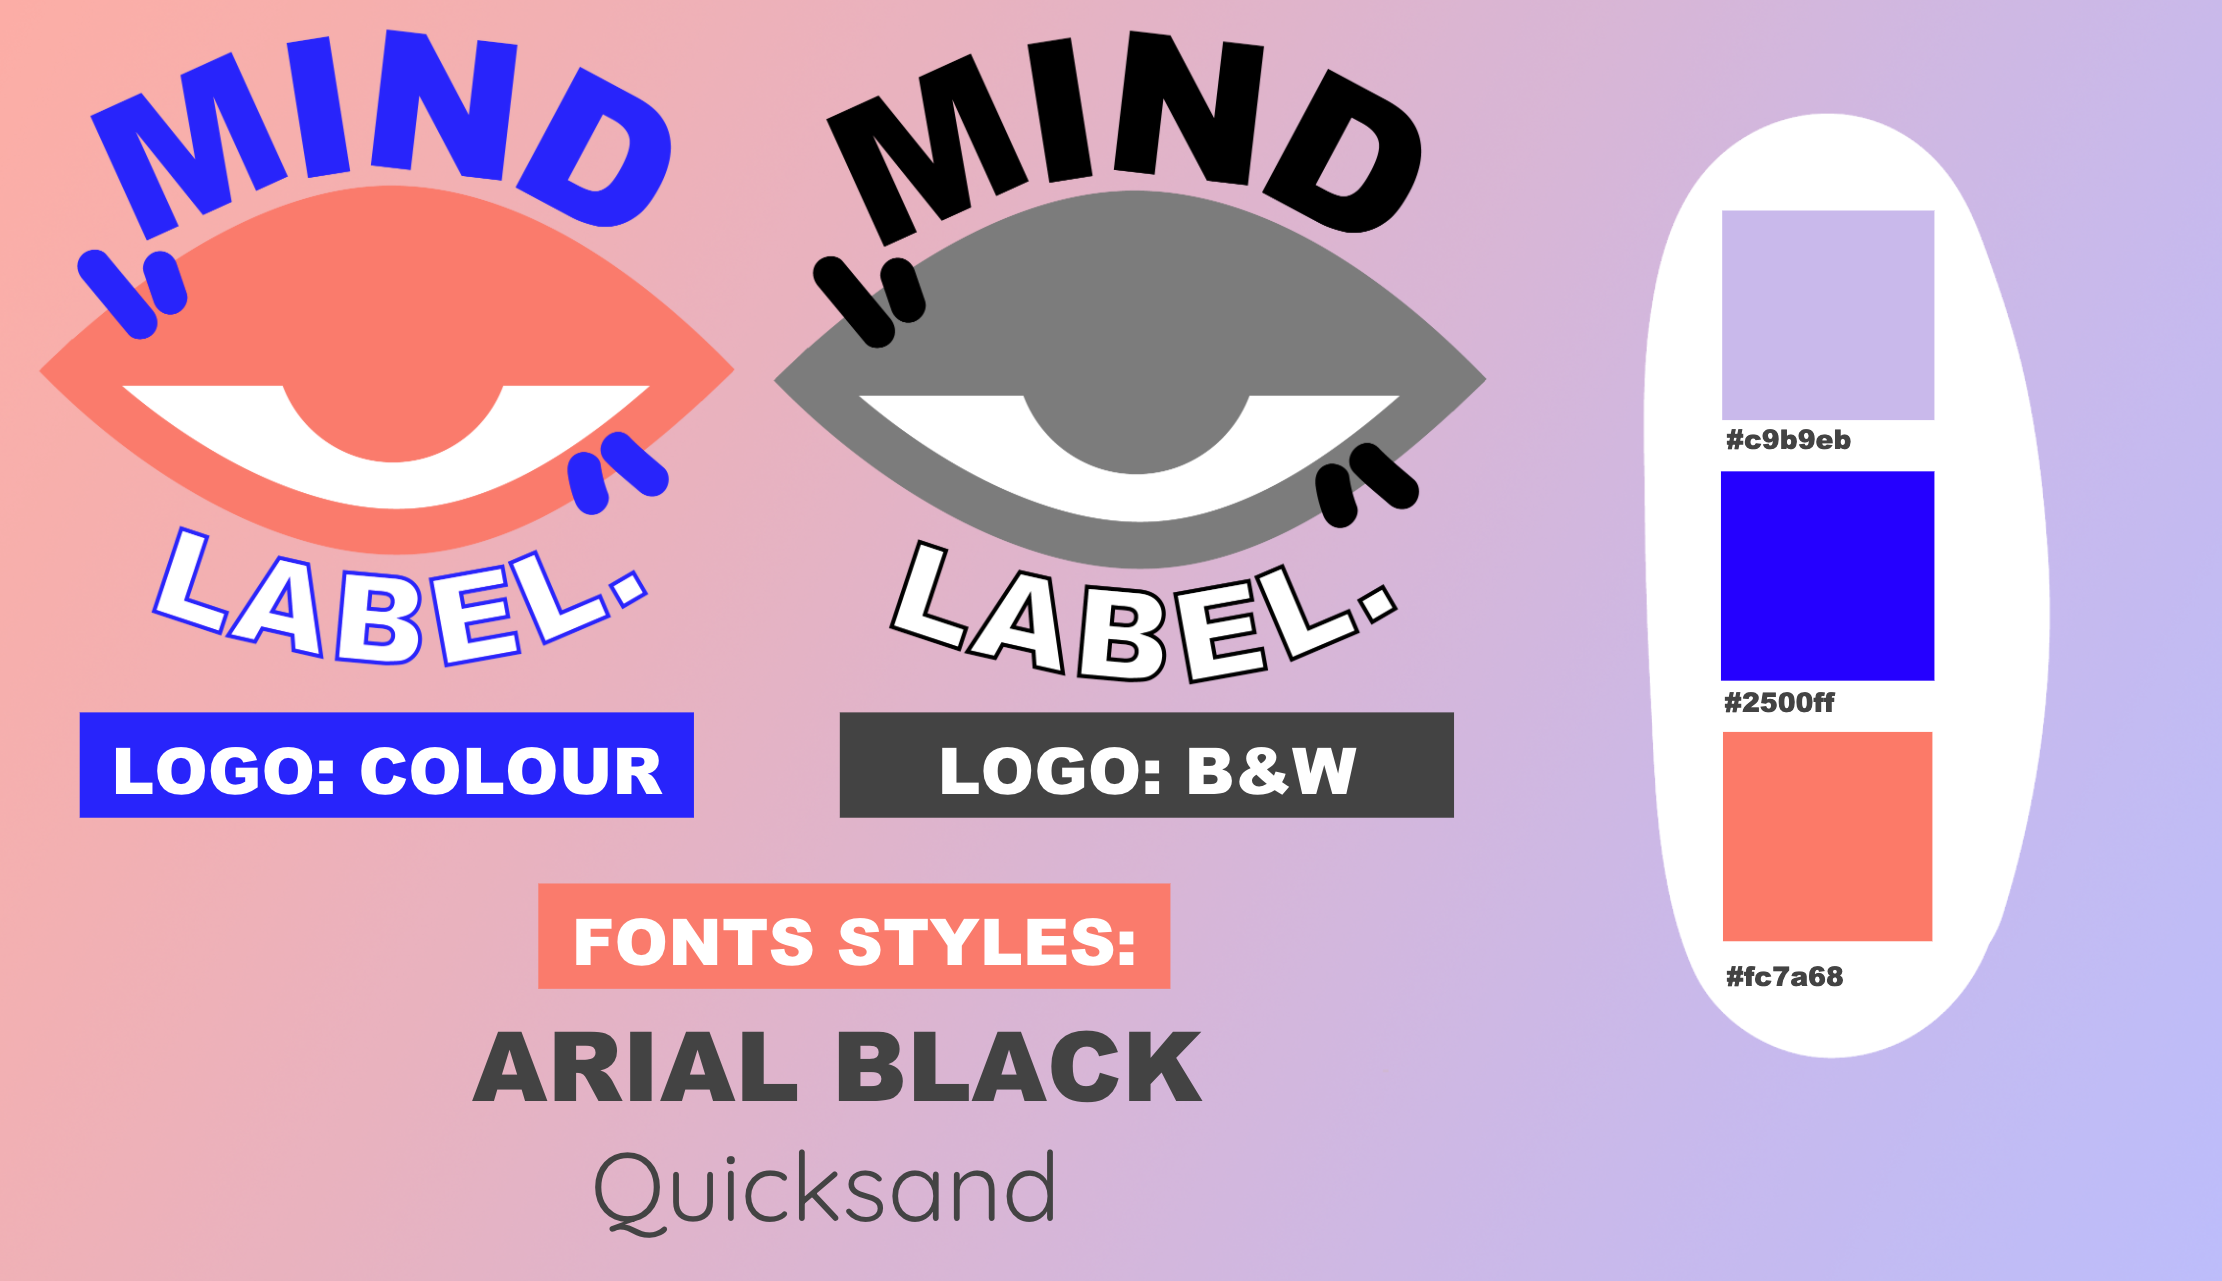 MIND
LABEL.
LOGO: COLOUR
MIND
LABEL.
LOGO: B&W
FONTS STYLES:
ARIAL BLACK
Quicksand
#c9b9eb
#2500ff
#fc7a68